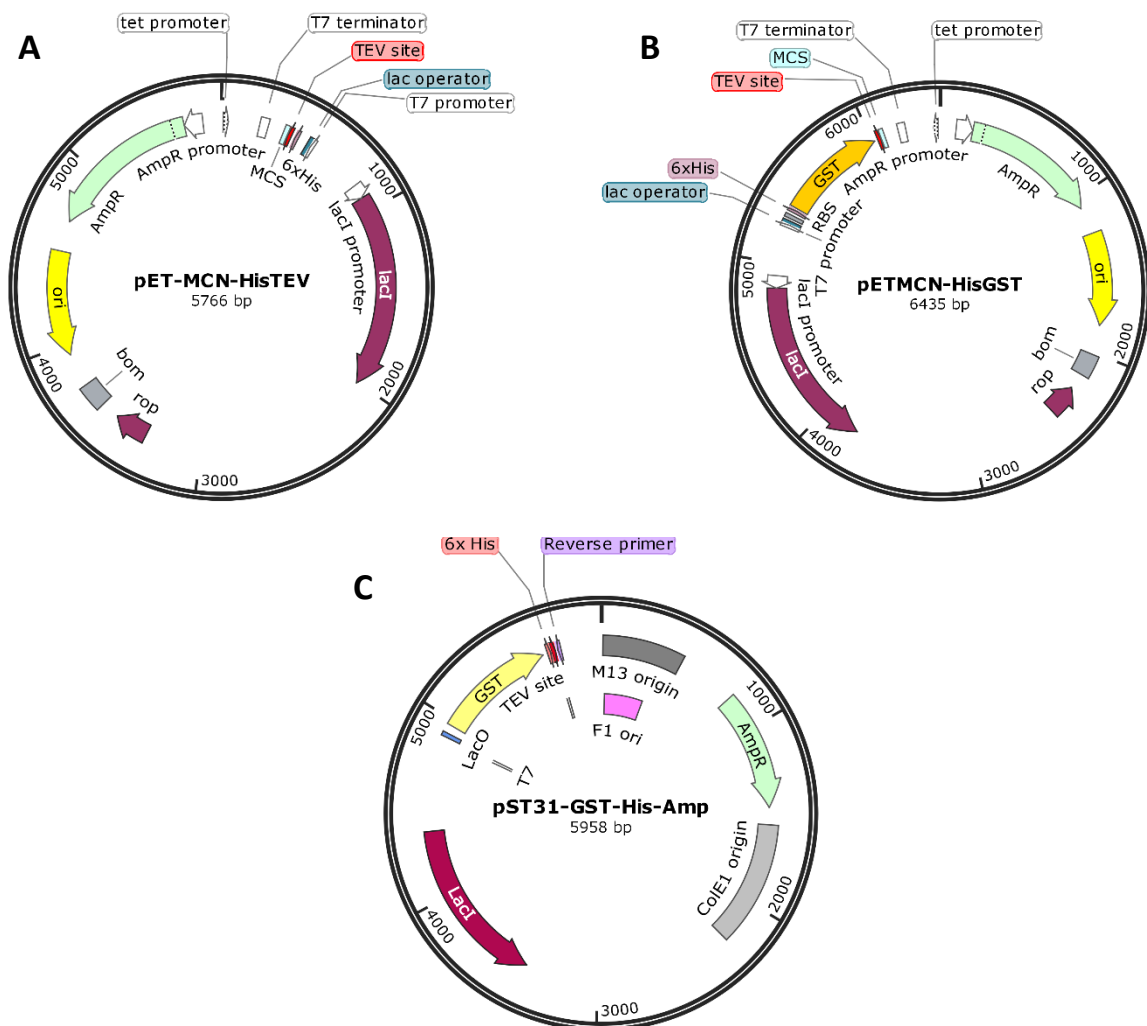 A
tet promoter
T7 terminator
TEV site
lac operator
T7 promoter
AmpR promoter
MCS
6xHis
AmpR
lacI promoter
lacI
ori
bom
rop
pET-MCN-HisTEV
5766 bp
1000
2000
3000
4000
5000
B
T7 terminator
tet promoter
MCS
TEV site
6xHis
lac operator
GST
AmpR promoter
RBS
T7 promoter
AmpR
lacI promoter
lacI
ori
bom
rop
pETMCN-HisGST
6435 bp
1000
2000
3000
4000
5000
6000
C
6x His
Reverse primer
GST
TEV site
M13 origin
F1 ori
LacO
T7
AmpR
pST31-GST-His-Amp
5958 bp
ColE1 origin
LacI
1000
2000
3000
4000
5000